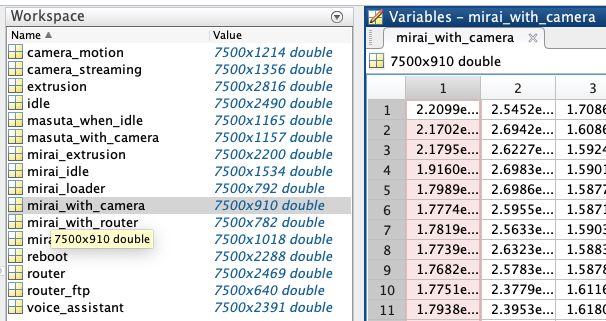 Workspace
Name Value
camera_motion 7500x1214 double
camera_streaming 7500x1356 double
extrusion 7500x2816 double
idle 7500x2490 double
masuta_when_idle 7500x1165 double
masuta_with_camera 7500x1157 double
mirai_extrusion 7500x2200 double
mirai_idle 7500x1534 double
mirai_loader 7500x792 double
mirai_with_camera 7500x910 double
mirai_with_router 7500x782 double
7500x1018 double
7500x910 double
reboot 7500x2288 double
router 7500x2469 double
router_ftp 7500x640 double
voice_assistant 7500x2391 double
Variables – mirai_with_camera
mirai_with_camera
7500x910 double
1 2 3
1 2.2099e... 2.5452e... 1.7086
2 2.1702e... 2.6942e... 1.6086
3 2.1795e... 2.6227e... 1.5924
4 1.9160e... 2.6983e... 1.5901
5 1.7989e... 2.6986e... 1.5877
6 1.7774e... 2.5955e... 1.5871
7 1.7819e... 2.5633e... 1.5903
8 1.7739e... 2.6323e... 1.5883
9 1.7682e... 2.5783e... 1.5878
10 1.7751e... 2.3779e... 1.6116
11 1.7938e... 2.3953e... 1.6180